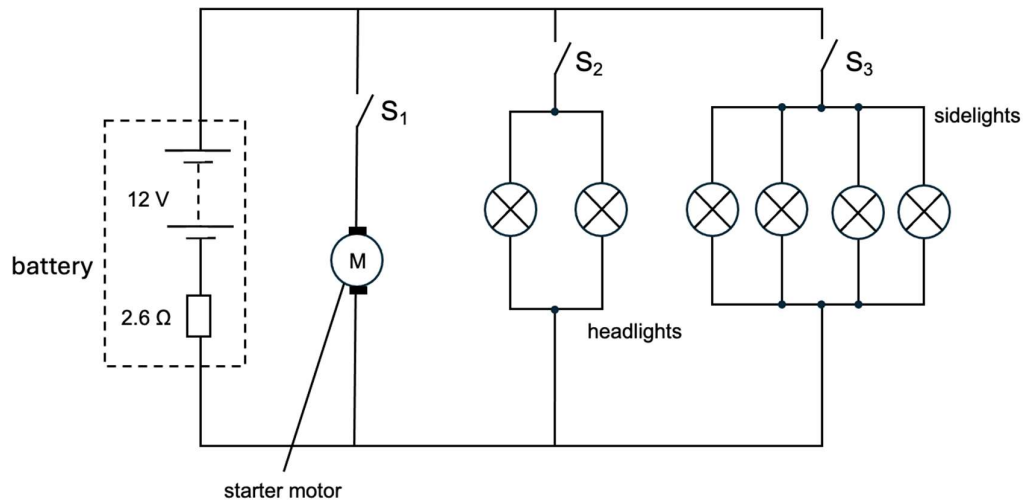 S₁
S₂
S₃
sidelights
12 V
M
battery
2.6 Ω
headlights
starter motor